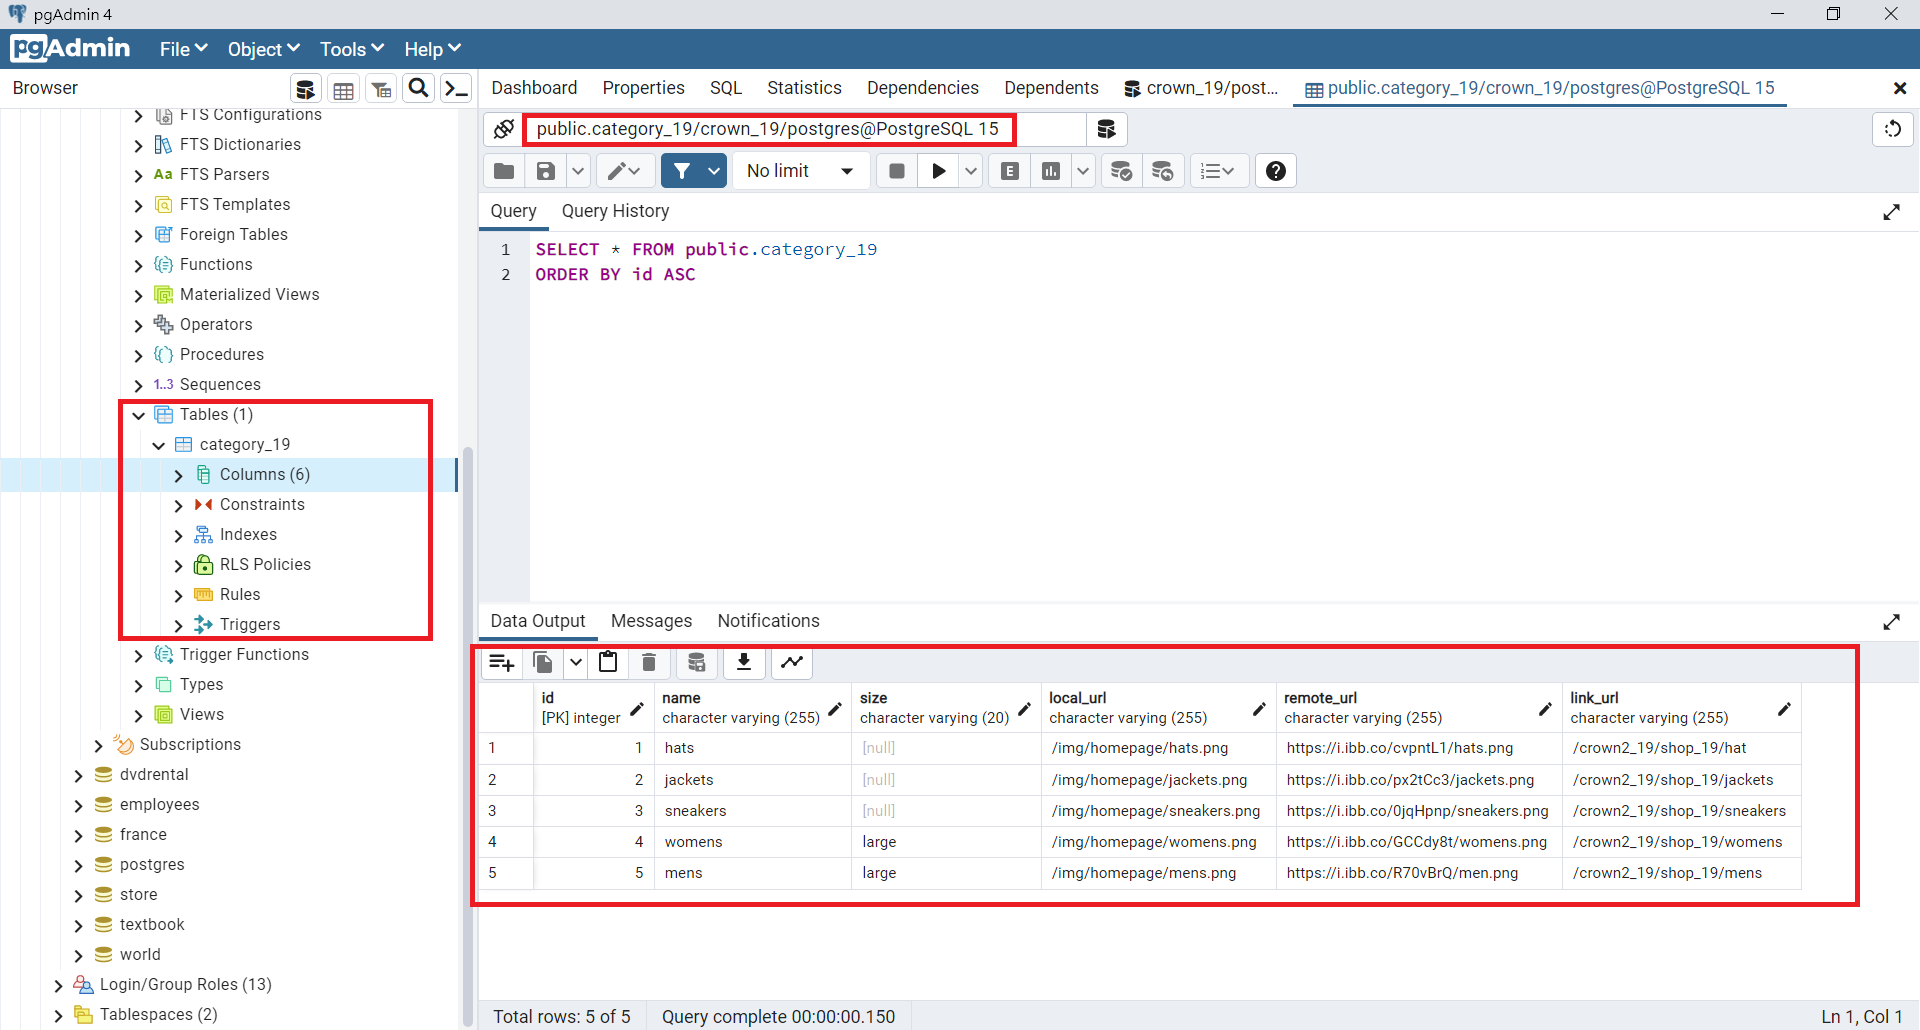 pgAdmin 4
pgAdmin File Object Tools Help
Browser
Dashboard Properties SQL Statistics Dependencies Dependents crown_19/post... public.category_19/crown_19/postgres@PostgreSQL 15
public.category_19/crown_19/postgres@PostgreSQL 15
No limit
E
Query Query History
1 SELECT * FROM public.category_19
2 ORDER BY id ASC
FTS Configurations
FTS Dictionaries
Aa FTS Parsers
FTS Templates
Foreign Tables
Functions
Materialized Views
Operators
Procedures
1..3 Sequences
Tables (1)
category_19
Columns (6)
Constraints
Indexes
RLS Policies
Rules
Triggers
Trigger Functions
Types
Views
Subscriptions
dvdrental
employees
france
postgres
store
textbook
world
Login/Group Roles (13)
Tablespaces (2)
Data Output Messages Notifications
id name size local_url remote_url link_url
[PK] integer character varying (255) character varying (20) character varying (255) character varying (255) character varying (255)
1 1 hats [null] /img/homepage/hats.png https://i.ibb.co/cvpntL1/hats.png /crown2_19/shop_19/hat
2 2 jackets [null] /img/homepage/jackets.png https://i.ibb.co/px2tCc3/jackets.png /crown2_19/shop_19/jackets
3 3 sneakers [null] /img/homepage/sneakers.png https://i.ibb.co/0jqHpnp/sneakers.png /crown2_19/shop_19/sneakers
4 4 womens large /img/homepage/womens.png https://i.ibb.co/GCCdy8t/womens.png /crown2_19/shop_19/womens
5 5 mens large /img/homepage/mens.png https://i.ibb.co/R70vBrQ/men.png /crown2_19/shop_19/mens
Total rows: 5 of 5 Query complete 00:00:00.150 Ln 1, Col 1